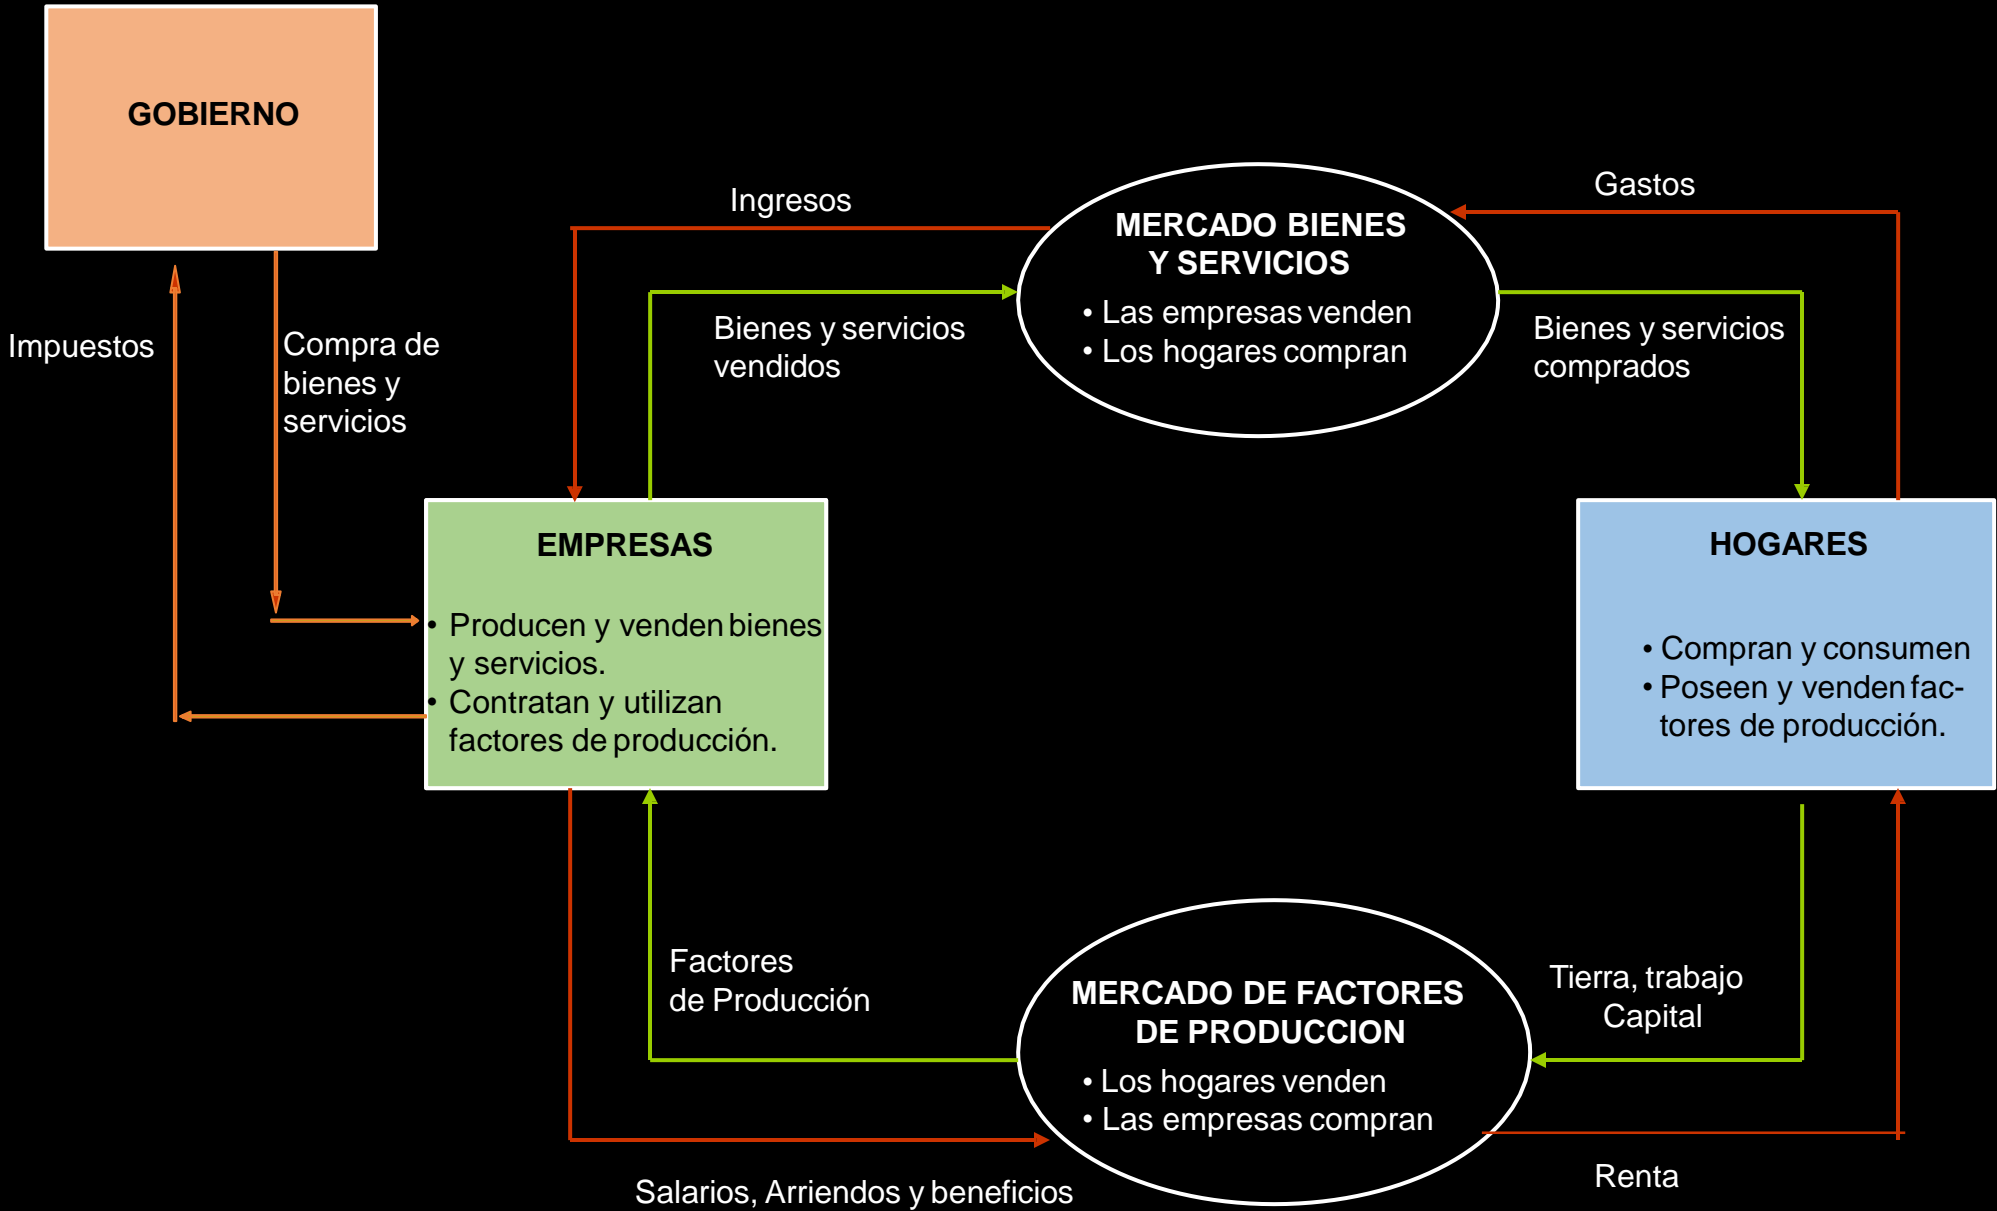 GOBIERNO
Impuestos
Compra de
bienes y
servicios
Ingresos
Bienes y servicios
vendidos
MERCADO BIENES
Y SERVICIOS
• Las empresas venden
• Los hogares compran
Gastos
Bienes y servicios
comprados
EMPRESAS
• Producen y venden bienes
y servicios.
• Contratan y utilizan
factores de producción.
HOGARES
• Compran y consumen
• Poseen y venden fac-
tores de producción.
Factores
de Producción
MERCADO DE FACTORES
DE PRODUCCION
• Los hogares venden
• Las empresas compran
Tierra, trabajo
Capital
Salarios, Arriendos y beneficios
Renta